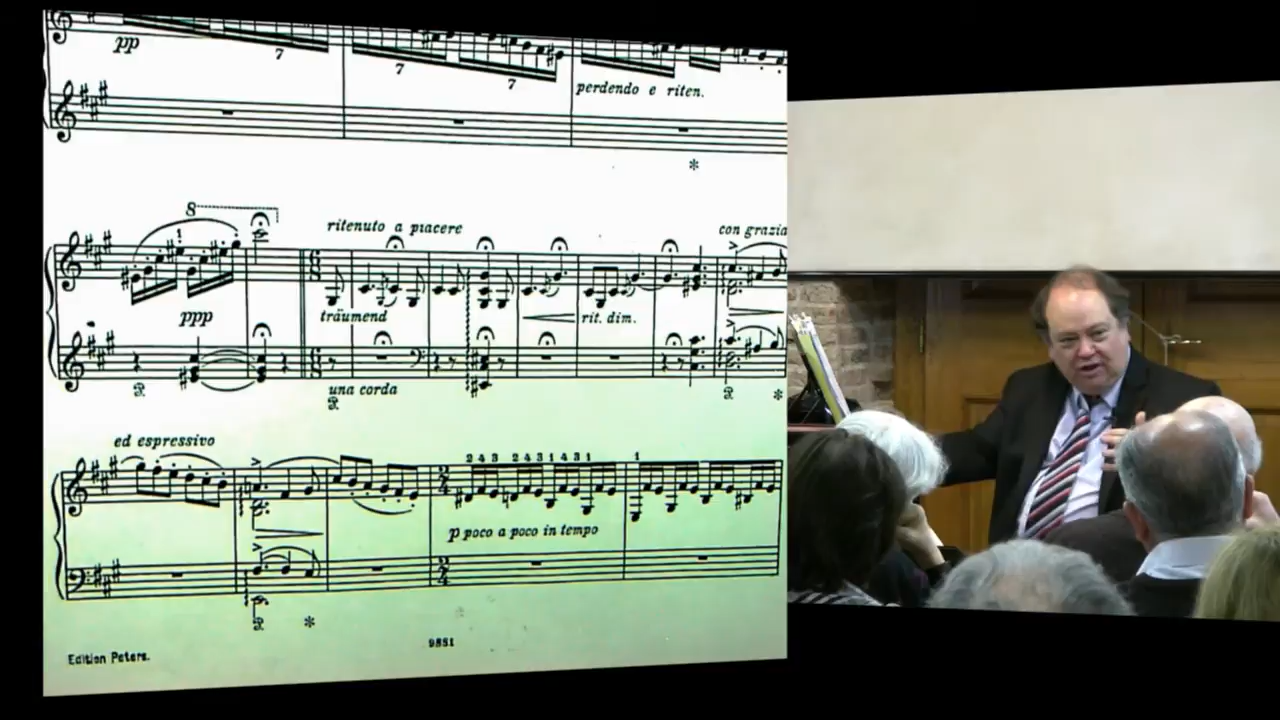 pp
7
7
7
perdendo e riten.
8
ritenuto a piacere
con grazia
ppp
träumend
rit. dim.
una corda
ed espressivo
2 4 3 2 4 3 1 4 3 1 1
p poco a poco in tempo
Edition Peters.
9881